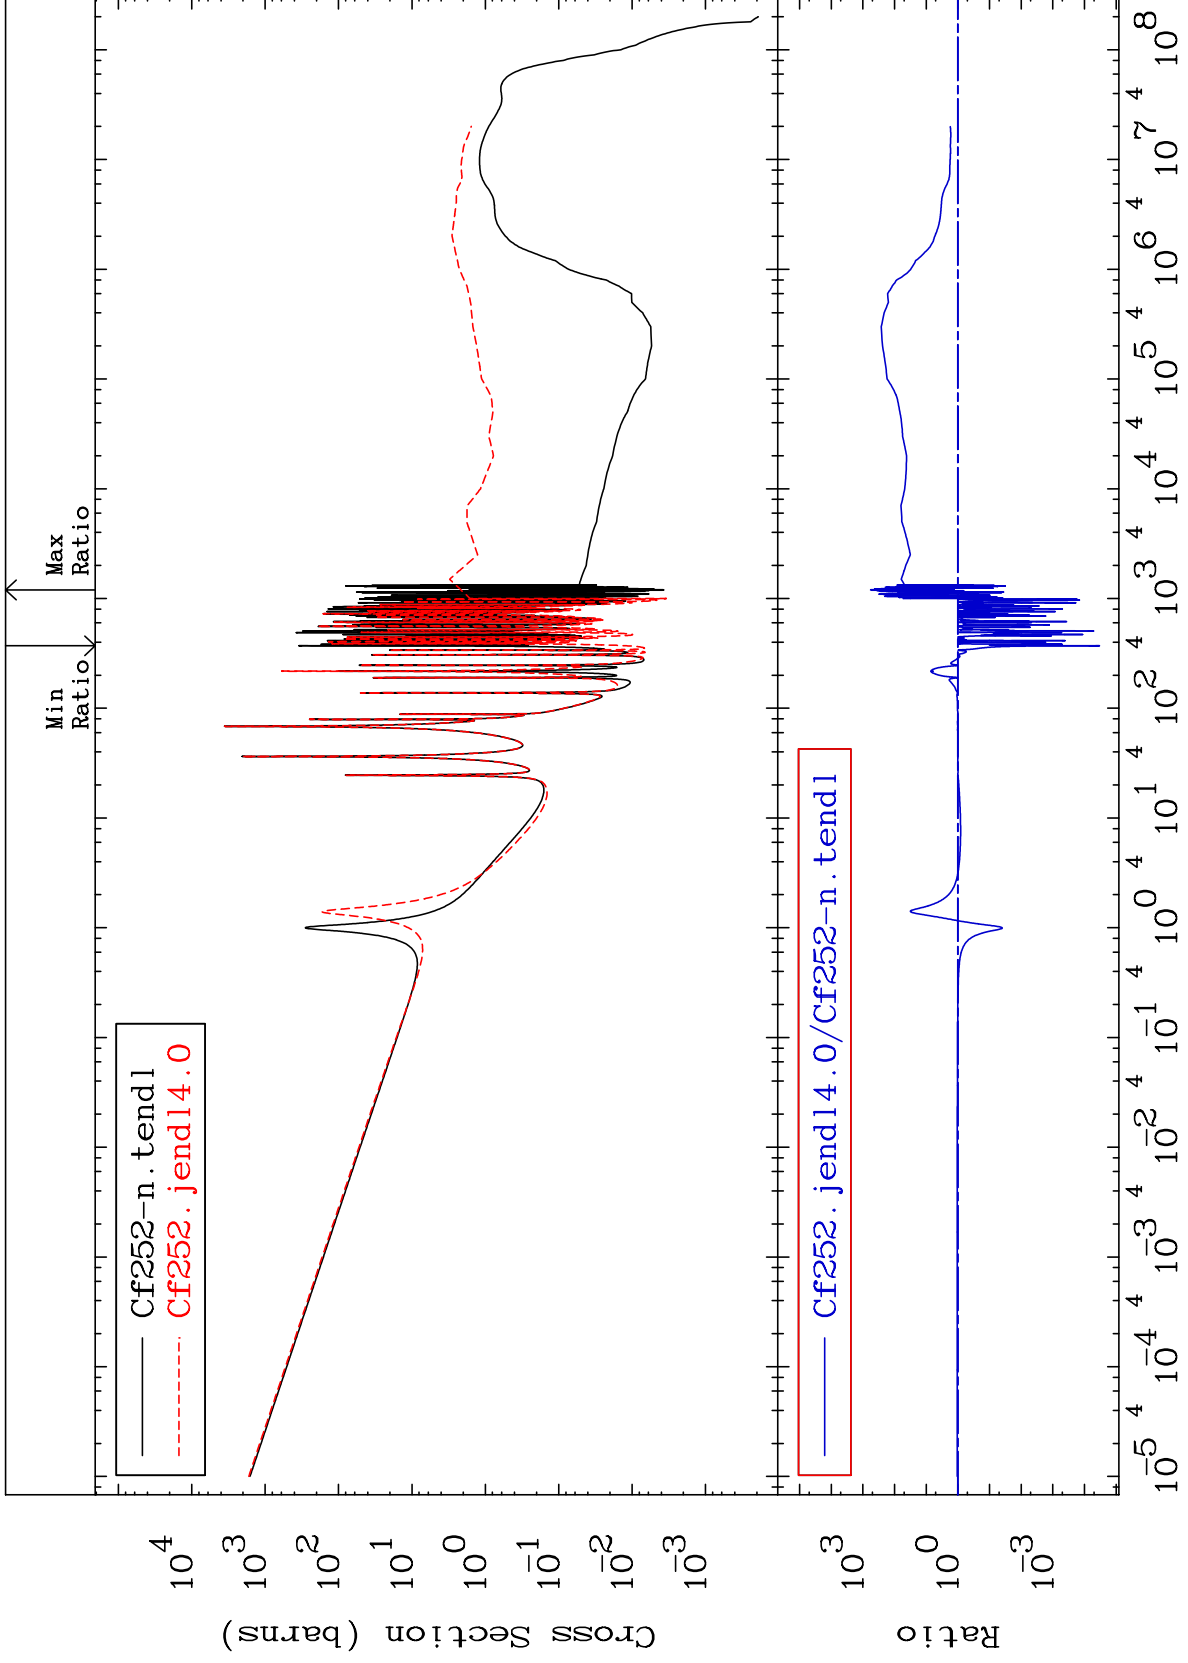 Min
Ratio
Max
Ratio
Cf252-n.tendl
Cf252.jendl4.0
10^4
10^3
10^2
10^1
10^0
10^-1
10^-2
10^-3
Cross Section (barns)
Cf252.jendl4.0/Cf252-n.tendl
10^3
10^0
10^-3
Ratio
10^-5 4 10^-4 4 10^-3 4 10^-2 4 10^-1 4 10^0 4 10^1 4 10^2 4 10^3 4 10^4 4 10^5 4 10^6 4 10^7 4 10^8